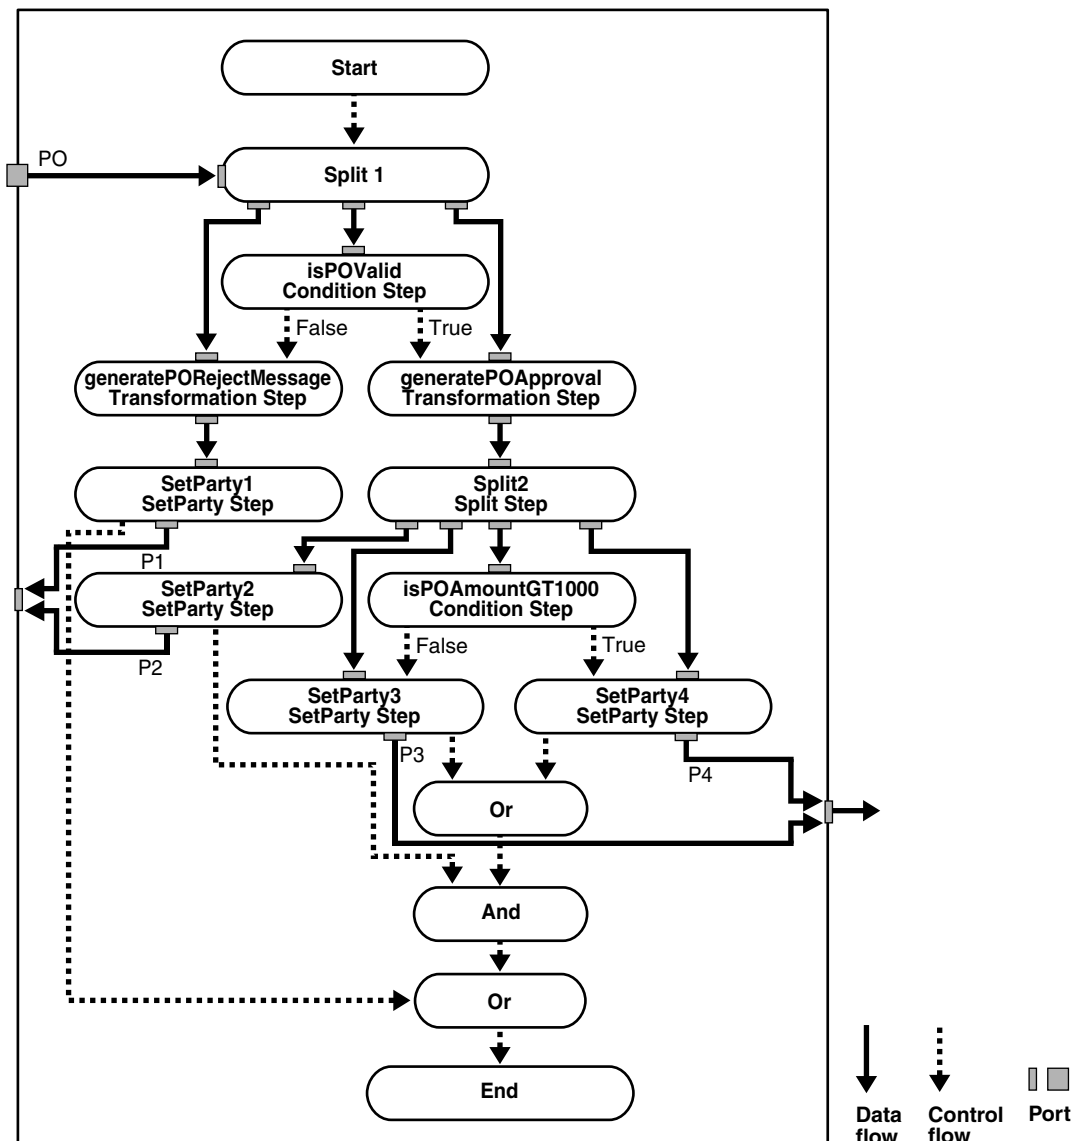 Start
PO
Split 1
isPOValid
Condition Step
False
True
generatePORejectMessage
Transformation Step
generatePOApproval
Transformation Step
SetParty1
SetParty Step
Split2
Split Step
P1
SetParty2
SetParty Step
isPOAmountGT1000
Condition Step
P2
False
True
SetParty3
SetParty Step
SetParty4
SetParty Step
P3
P4
Or
And
Or
End
Data
flow
Control
flow
Port